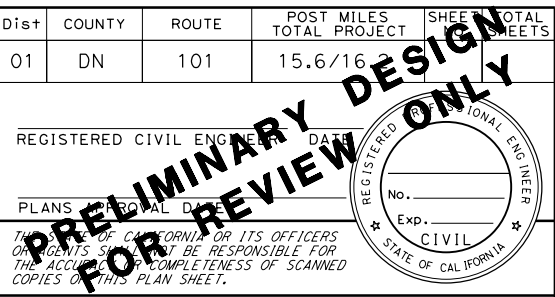 Dist COUNTY ROUTE POST MILES TOTAL PROJECT SHEET NO. TOTAL SHEETS
01 DN 101 15.6/16.3
REGISTERED CIVIL ENGINEER DATE
PLANS APPROVAL DATE
THE STATE OF CALIFORNIA OR ITS OFFICERS
OR AGENTS SHALL NOT BE RESPONSIBLE FOR
THE ACCURACY OR COMPLETENESS OF SCANNED
COPIES OF THIS PLAN SHEET.
REGISTERED PROFESSIONAL ENGINEER
No.
Exp.
CIVIL
STATE OF CALIFORNIA
PRELIMINARY DESIGN
FOR REVIEW ONLY